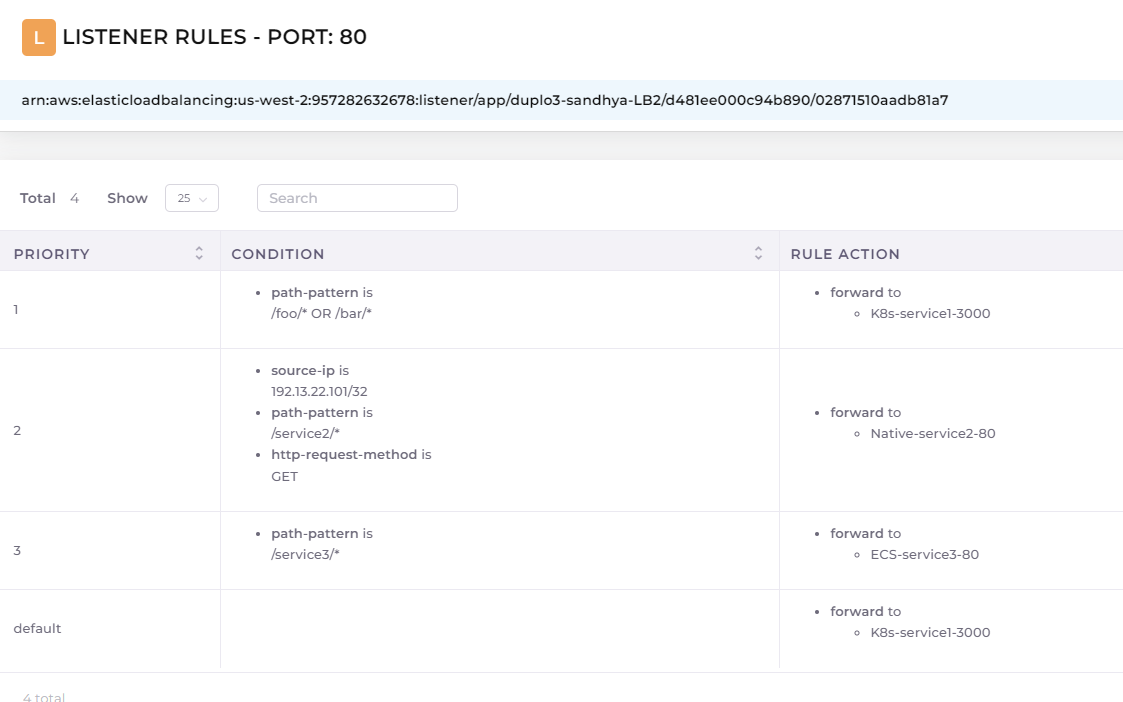 L LISTENER RULES - PORT: 80
arn:aws:elasticloadbalancing:us-west-2:957282632678:listener/app/duplo3-sandhya-LB2/d481ee000c94b890/02871510aadb81a7
Total 4 Show 25 Search
PRIORITY CONDITION RULE ACTION
1
• path-pattern is
/foo/* OR /bar/*
• forward to
◦ K8s-service1-3000
2
• source-ip is
192.13.22.101/32
• path-pattern is
/service2/*
• http-request-method is
GET
• forward to
◦ Native-service2-80
3
• path-pattern is
/service3/*
• forward to
◦ ECS-service3-80
default
• forward to
◦ K8s-service1-3000
4 total